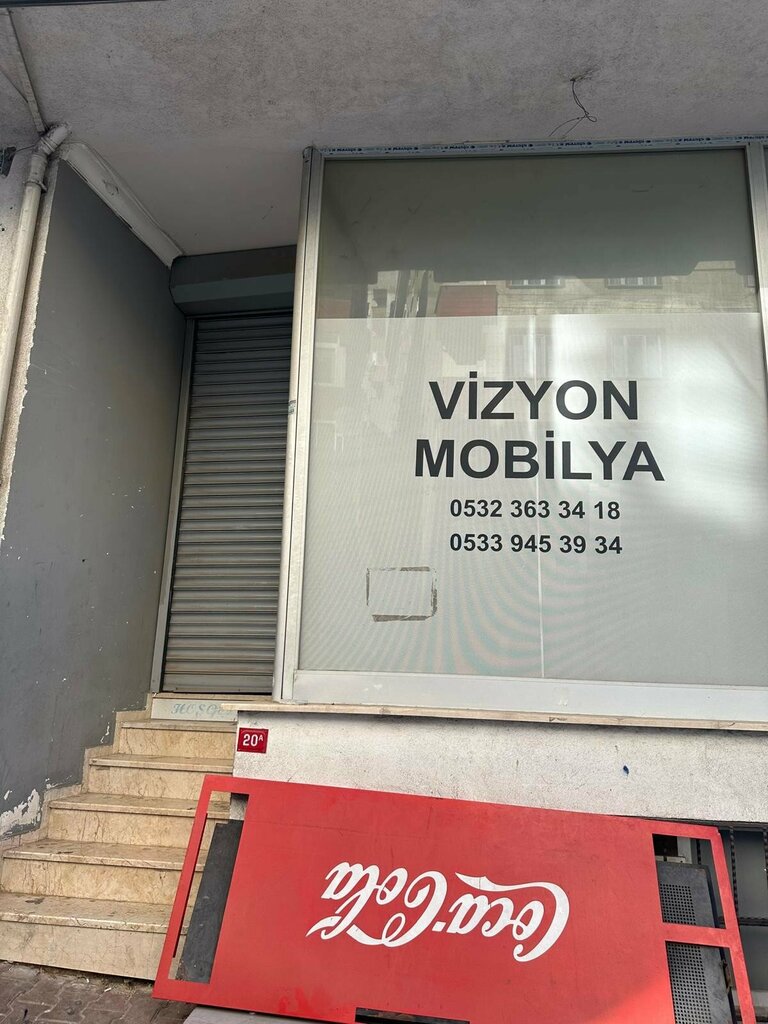 VİZYON
MOBİLYA
0532 363 34 18
0533 945 39 34
20A
Coca-Cola